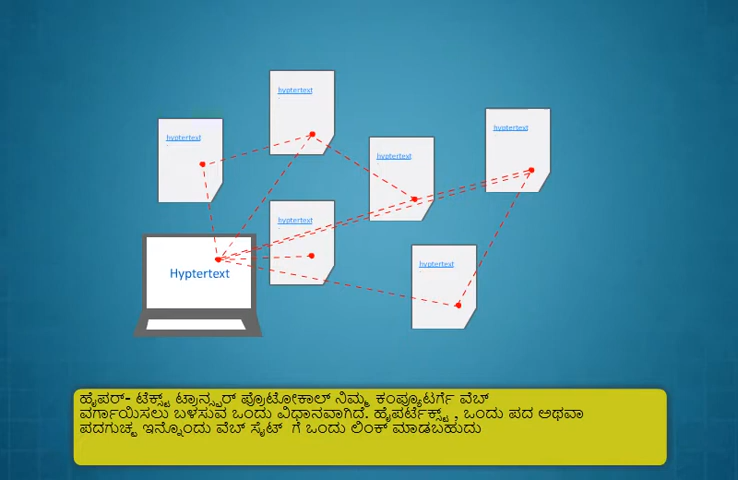 hyptertext
hyptertext
hyptertext
hyptertext
hyptertext
hyptertext
Hyptertext
ಹೈಪರ್- ಟೆಕ್ಸ್ಟ್ ಟ್ರಾನ್ಸ್ಫರ್ ಪ್ರೊಟೋಕಾಲ್ ನಿಮ್ಮ ಕಂಪ್ಯೂಟರ್ಗೆ ವೆಬ್
ವರ್ಗಾಯಿಸಲು ಬಳಸುವ ಒಂದು ವಿಧಾನವಾಗಿದೆ. ಹೈಪರ್ಟೆಕ್ಸ್ಟ್ , ಒಂದು ಪದ ಅಥವಾ
ಪದಗುಚ್ಛ ಇನ್ನೊಂದು ವೆಬ್ ಸೈಟ್ ಗೆ ಒಂದು ಲಿಂಕ್ ಮಾಡಬಹುದು